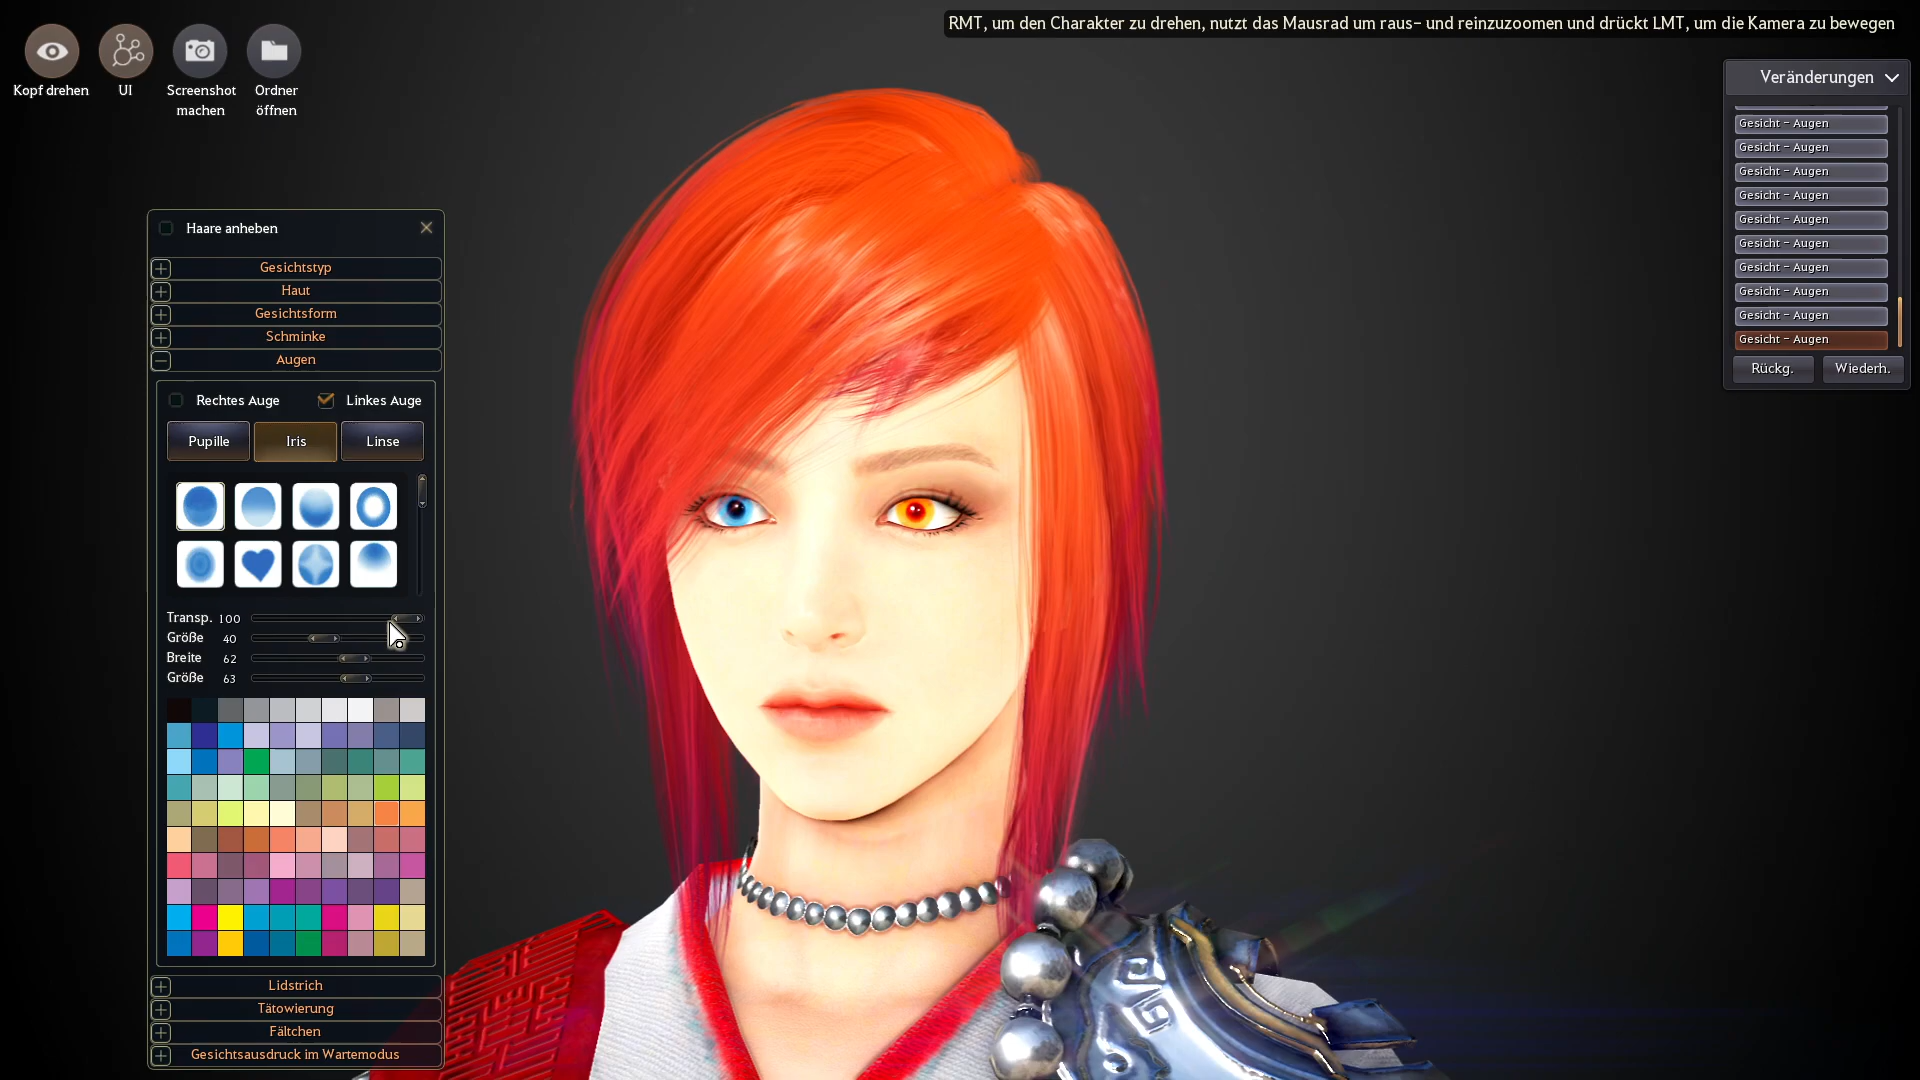 RMT, um den Charakter zu drehen, nutzt das Mausrad um raus- und reinzuzoomen und drückt LMT, um die Kamera zu bewegen
Kopf drehen
UI
Screenshot
machen
Ordner
öffnen
Veränderungen
Gesicht - Augen
Gesicht - Augen
Gesicht - Augen
Gesicht - Augen
Gesicht - Augen
Gesicht - Augen
Gesicht - Augen
Gesicht - Augen
Gesicht - Augen
Gesicht - Augen
Rückg.
Wiederh.
Haare anheben
Gesichtstyp
Haut
Gesichtsform
Schminke
Augen
Rechtes Auge
Linkes Auge
Pupille
Iris
Linse
Transp. 100
Größe 40
Breite 62
Größe 63
Lidstrich
Tätowierung
Fältchen
Gesichtsausdruck im Wartemodus